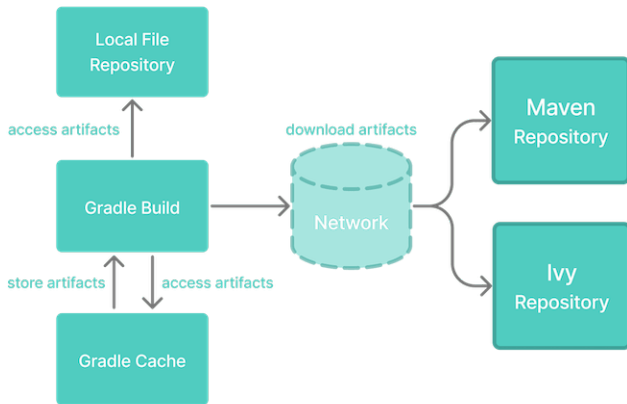 Local File
Repository
access artifacts
download artifacts
Maven
Repository
Gradle Build
Network
store artifacts
access artifacts
Ivy
Repository
Gradle Cache